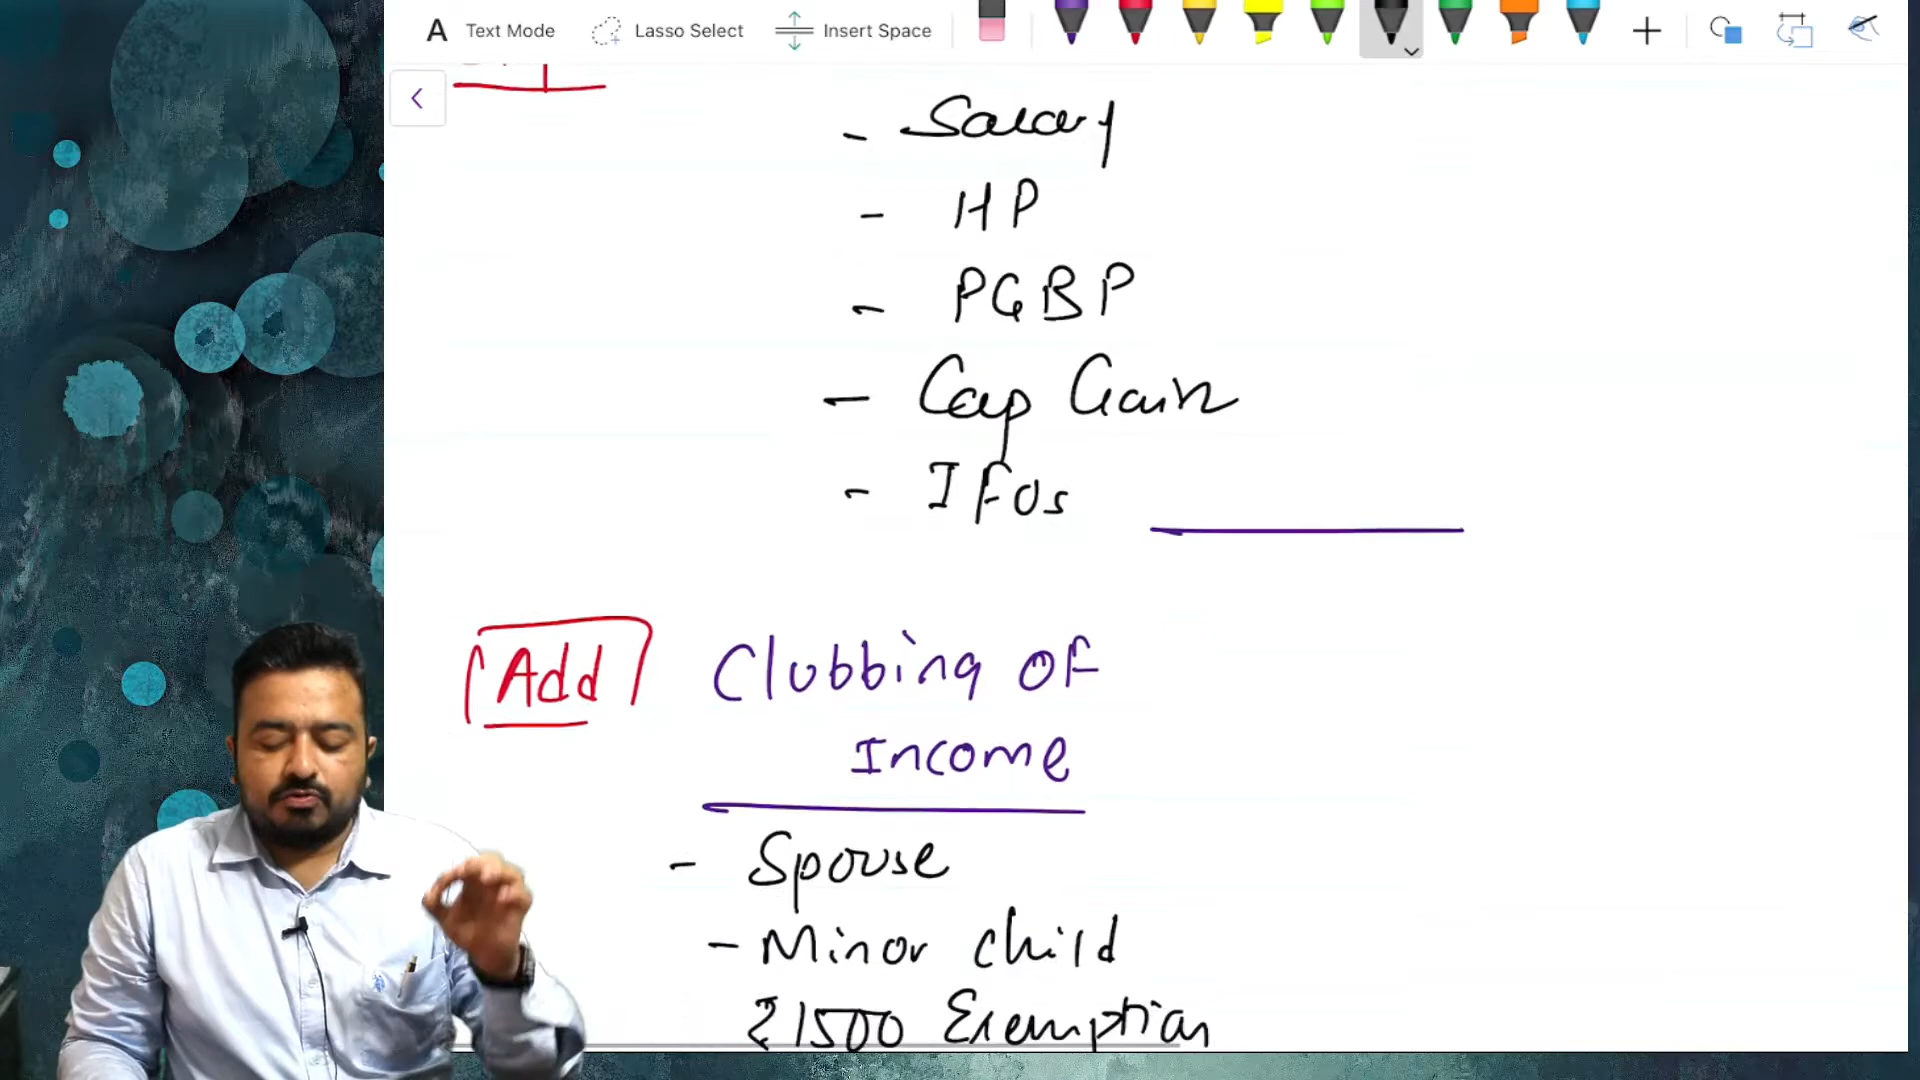 A Text Mode Lasso Select Insert Space
- Salary
- HP
- PGBP
- Cap Gain
- IFOs
Add Clubbing OF
Income
- Spouse
- Minor child
₹1500 Exemption